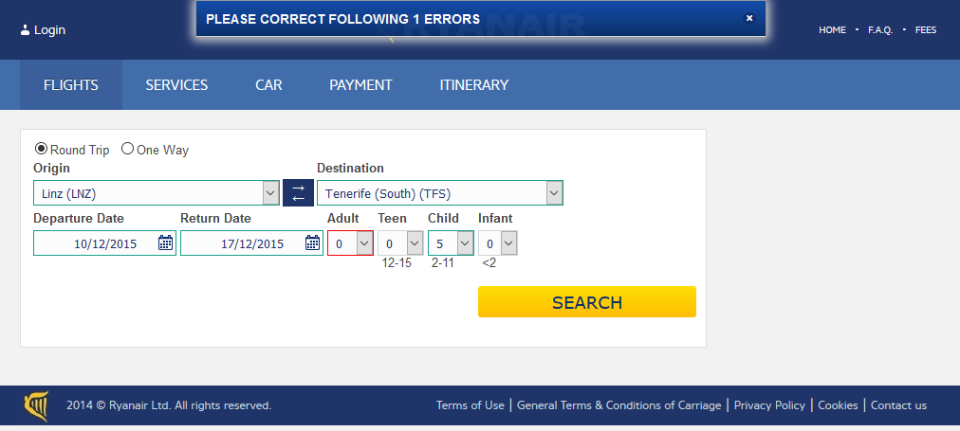 PLEASE CORRECT FOLLOWING 1 ERRORS ×
RYANAIR
Login
HOME • F.A.Q. • FEES
FLIGHTS SERVICES CAR PAYMENT ITINERARY
Round Trip One Way
Origin Destination
Linz (LNZ) Tenerife (South) (TFS)
Departure Date Return Date Adult Teen Child Infant
10/12/2015 17/12/2015 0 0 5 0
12-15 2-11 <2
SEARCH
2014 © Ryanair Ltd. All rights reserved. Terms of Use | General Terms & Conditions of Carriage | Privacy Policy | Cookies | Contact us